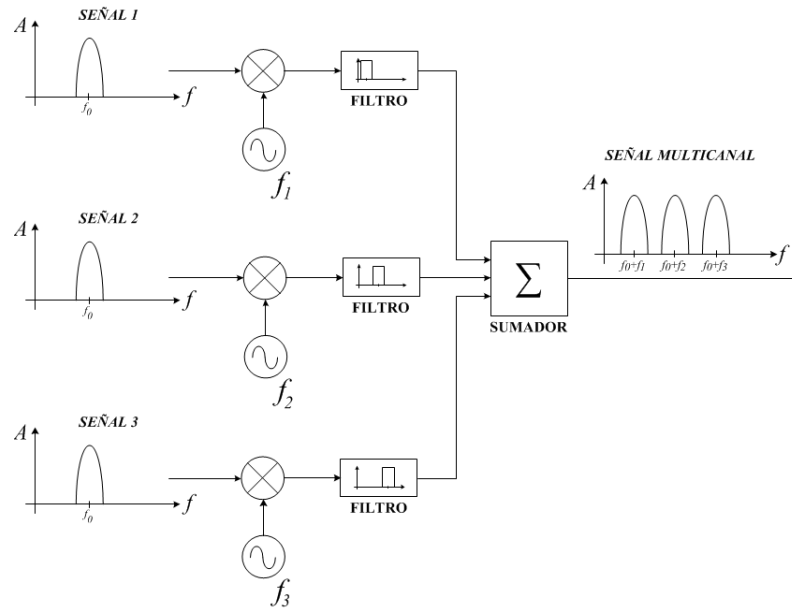 SEÑAL 1
A
f
f0
FILTRO
f1
SEÑAL 2
A
f
f0
FILTRO
f2
SEÑAL 3
A
f
f0
FILTRO
f3
Σ
SUMADOR
SEÑAL MULTICANAL
A
f
f0+f1 f0+f2 f0+f3